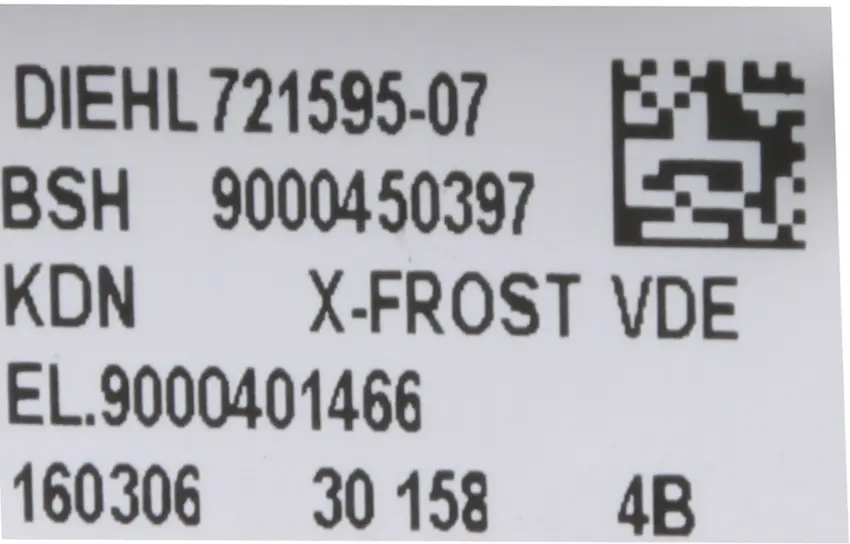 DIEHL 721595-07
BSH 9000450397
KDN X-FROST VDE
EL.9000401466
160306 30 158 4B